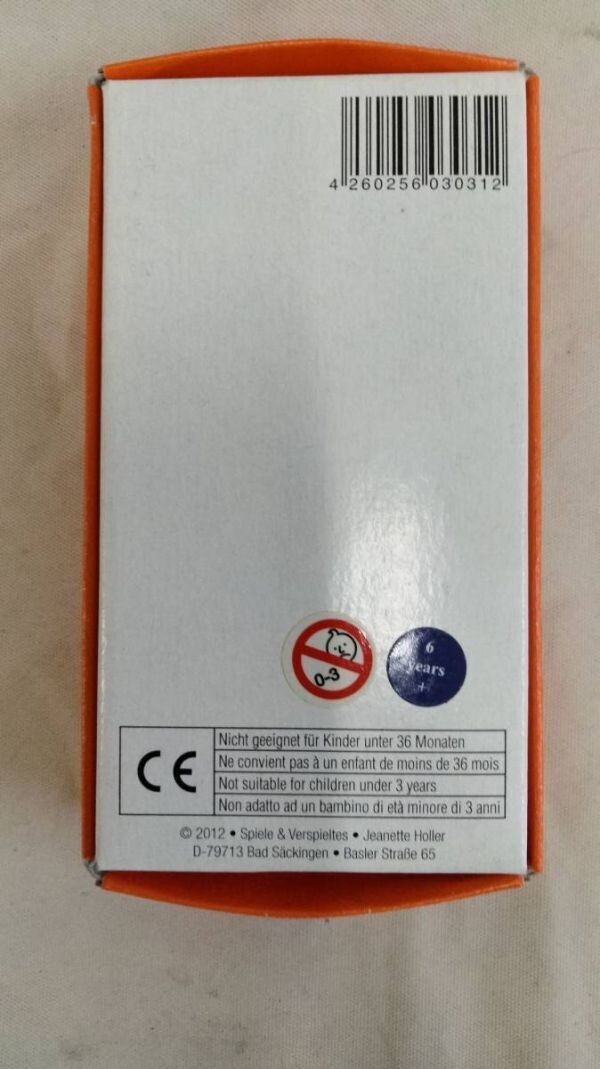 4 260256 030312
0-3
6
years
+
CE
Nicht geeignet für Kinder unter 36 Monaten
Ne convient pas à un enfant de moins de 36 mois
Not suitable for children under 3 years
Non adatto ad un bambino di età minore di 3 anni
© 2012 • Spiele & Verspieltes • Jeanette Holler
D-79713 Bad Säckingen • Basler Straße 65